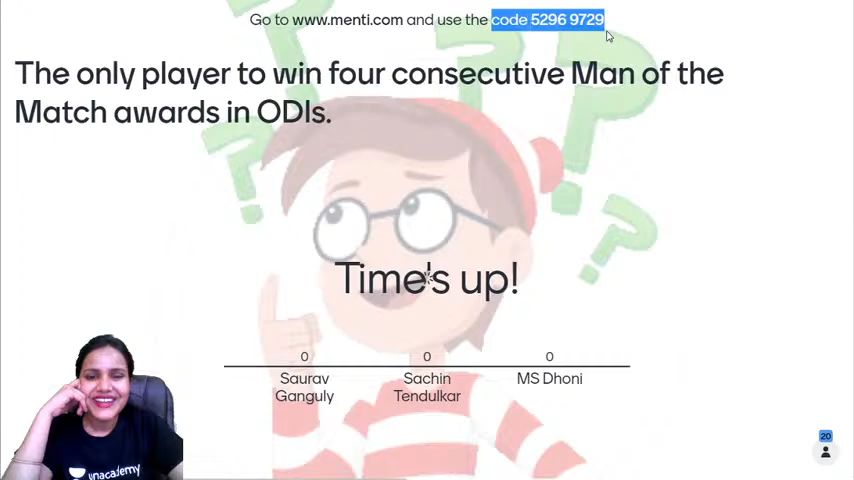 Go to www.menti.com and use the code 5296 9729
The only player to win four consecutive Man of the
Match awards in ODIs.
Time's up!
0 0 0
Saurav Ganguly
Sachin Tendulkar
MS Dhoni
unacademy
20